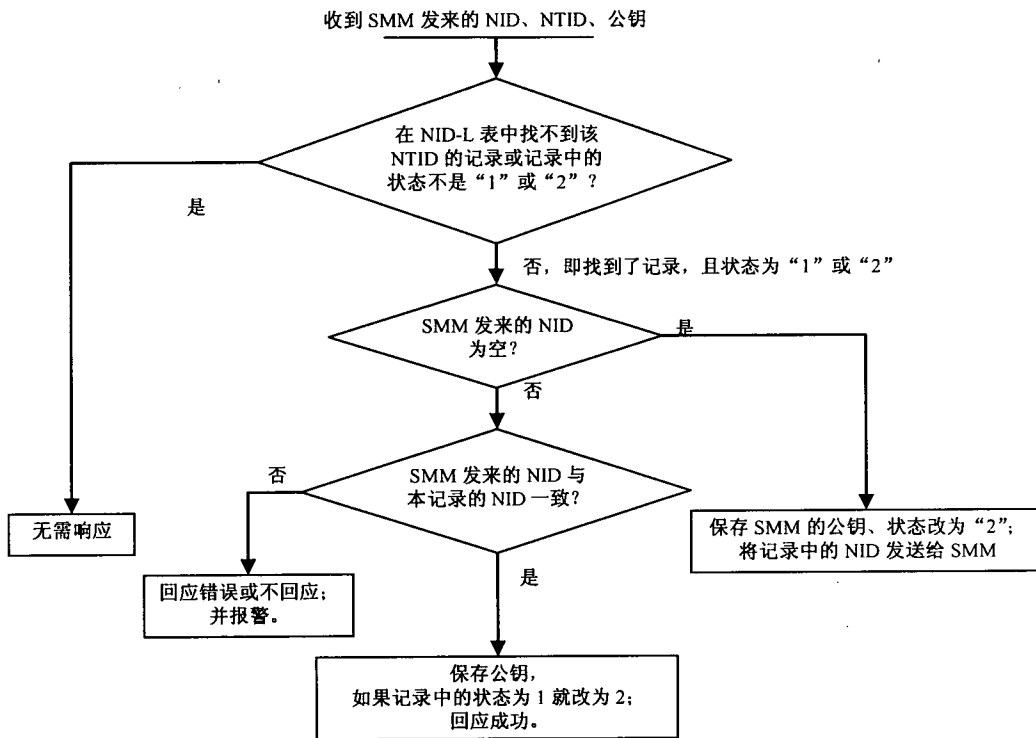 收到 SMM 发来的 NID、NTID、公钥
在 NID-L 表中找不到该
NTID 的记录或记录中的
状态不是“1”或“2”？
是
否，即找到了记录，且状态为“1”或“2”
SMM 发来的 NID
为空？
是
否
SMM 发来的 NID 与
本记录的 NID 一致？
否
无需响应
保存 SMM 的公钥、状态改为“2”；
将记录中的 NID 发送给 SMM
是
回应错误或不回应；
并报警。
保存公钥，
如果记录中的状态为 1 就改为 2；
回应成功。